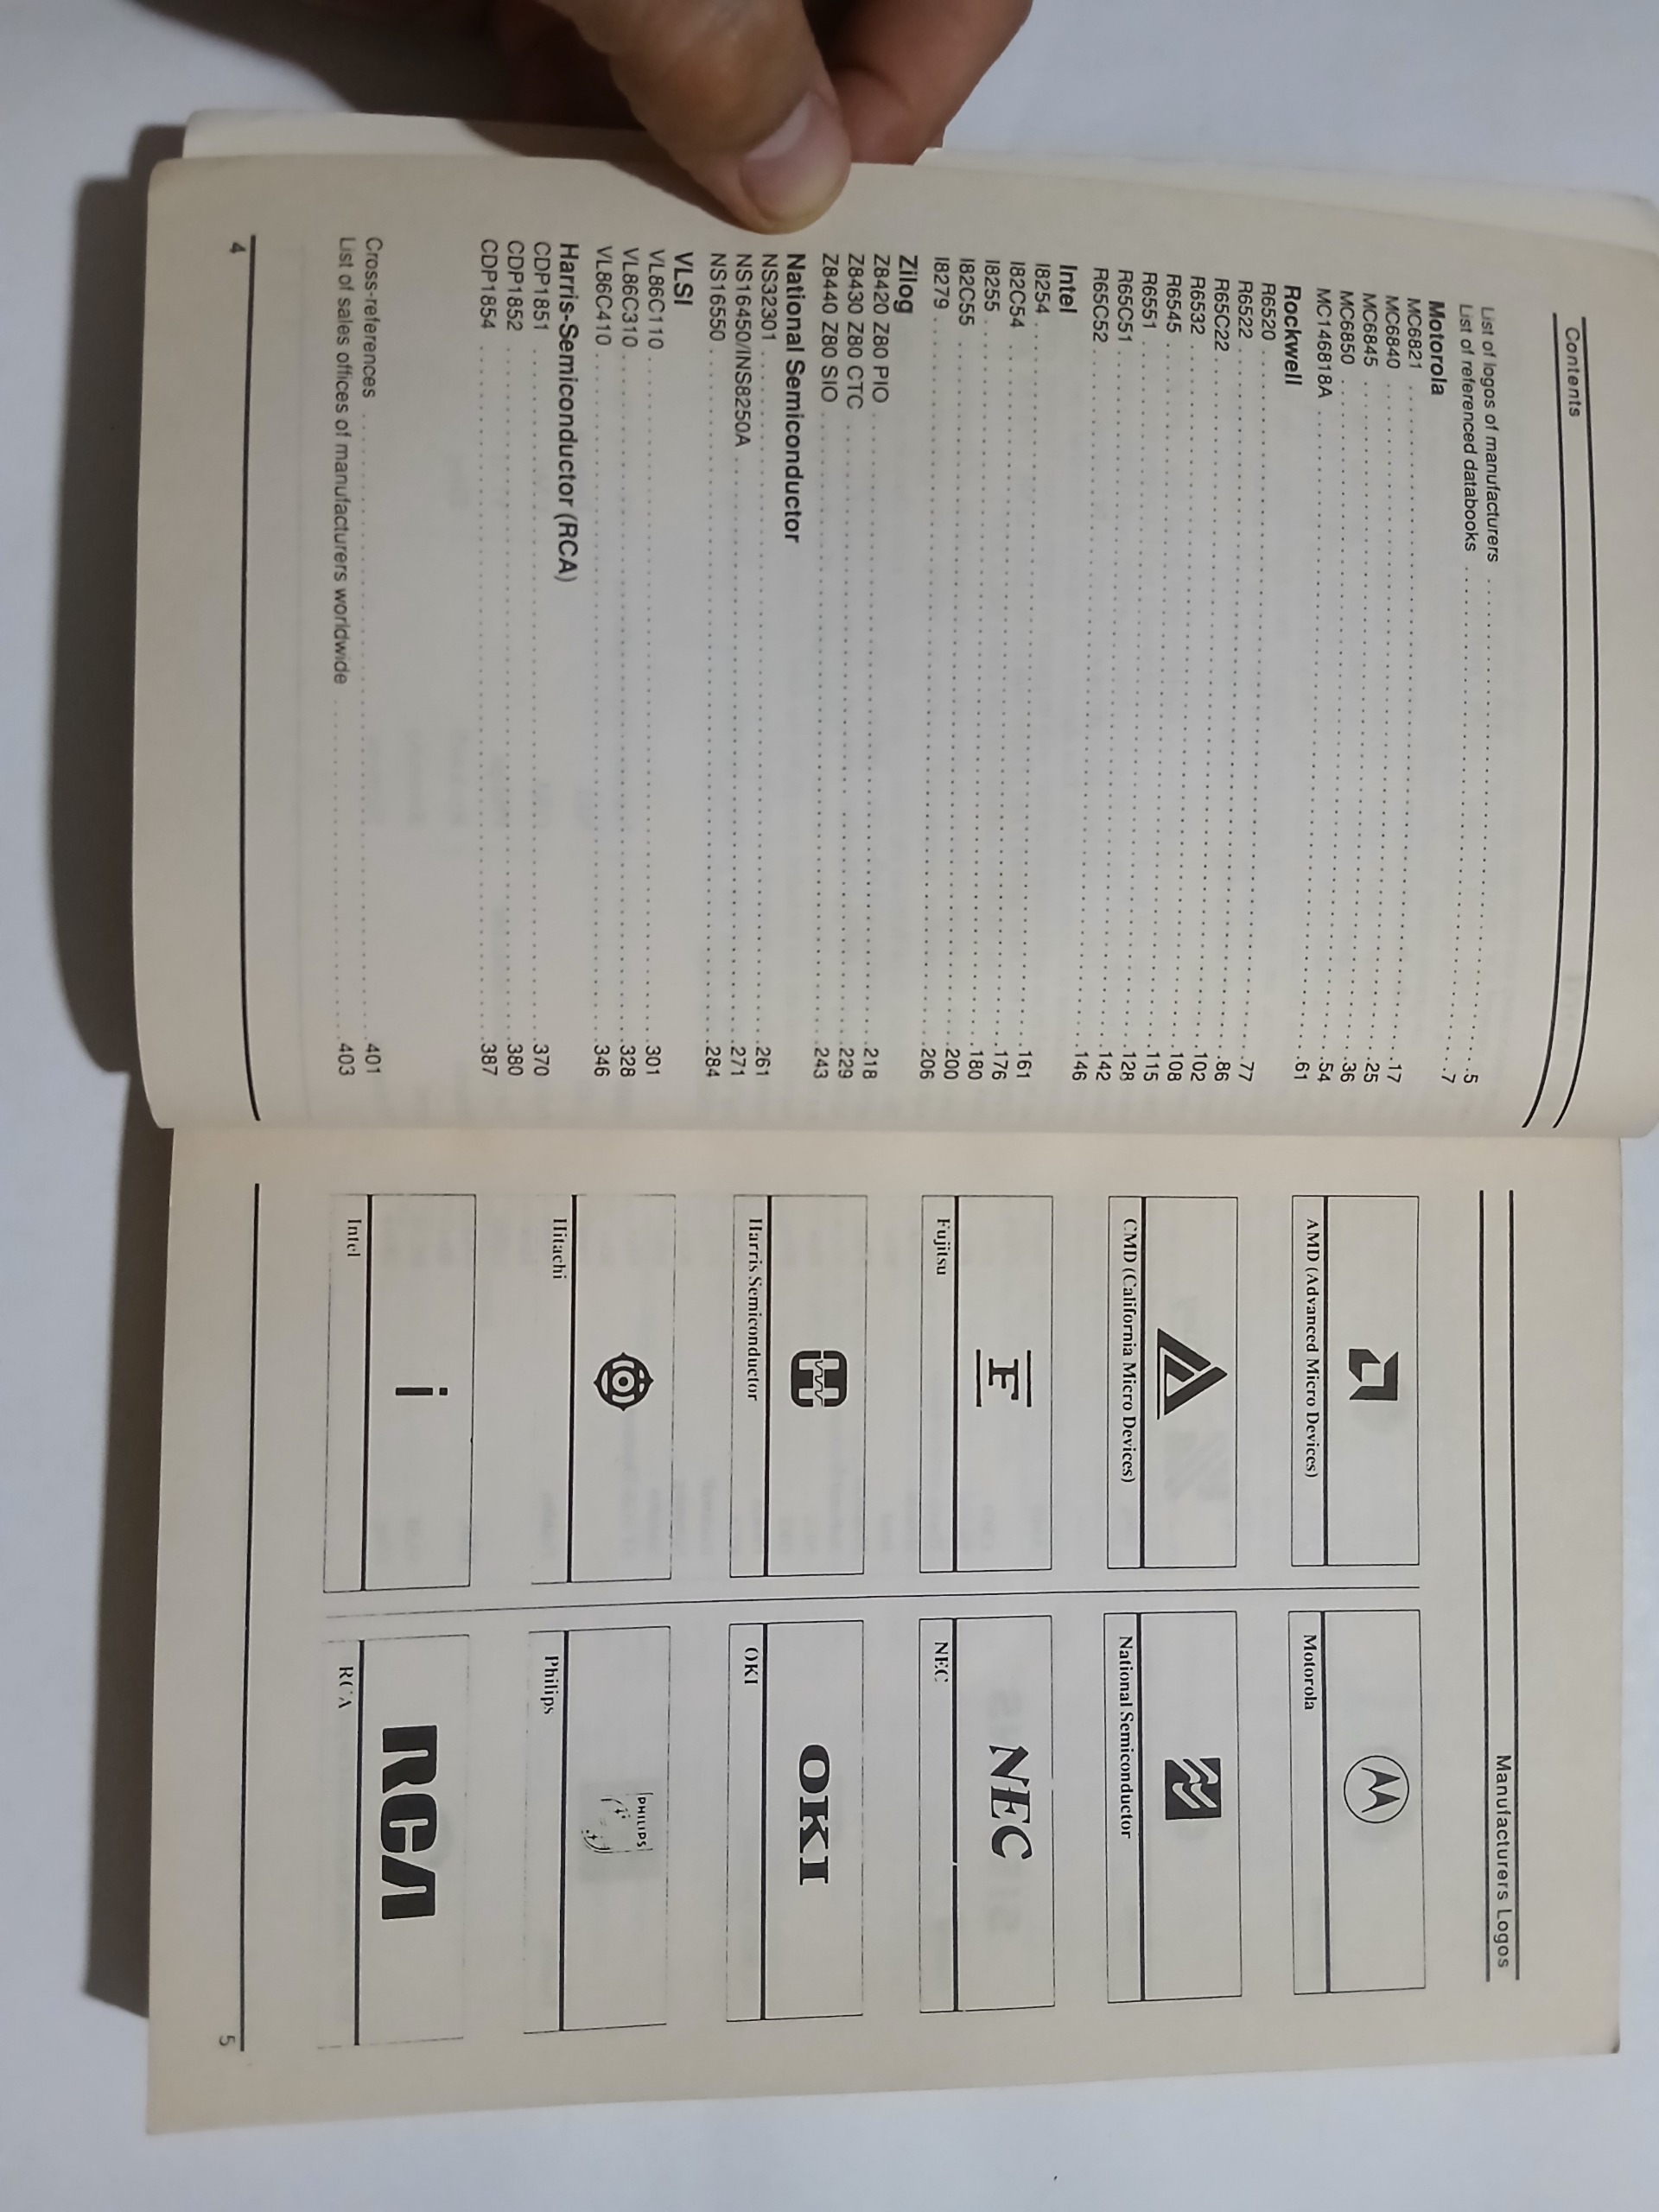 Contents
List of logos of manufacturers . . . . . . . . . . 5
List of referenced databooks . . . . . . . . . . 7
Motorola
MC6821 . . . . . . . . . . 17
MC6840 . . . . . . . . . . 25
MC6845 . . . . . . . . . . 36
MC6850 . . . . . . . . . . 54
MC146818A . . . . . . . . . . 61
Rockwell
R6520 . . . . . . . . . . 77
R6522 . . . . . . . . . . 86
R65C22 . . . . . . . . . . 102
R6532 . . . . . . . . . . 108
R6545 . . . . . . . . . . 115
R6551 . . . . . . . . . . 128
R65C51 . . . . . . . . . . 142
R65C52 . . . . . . . . . . 146
Intel
I8254 . . . . . . . . . . 161
I82C54 . . . . . . . . . . 176
I8255 . . . . . . . . . . 180
I82C55 . . . . . . . . . . 200
I8279 . . . . . . . . . . 206
Zilog
Z8420 Z80 PIO . . . . . . . . . . 218
Z8430 Z80 CTC . . . . . . . . . . 229
Z8440 Z80 SIO . . . . . . . . . . 243
National Semiconductor
NS32301 . . . . . . . . . . 261
NS16450/INS8250A . . . . . . . . . . 271
NS16550 . . . . . . . . . . 284
VLSI
VL86C110 . . . . . . . . . . 301
VL86C310 . . . . . . . . . . 328
VL86C410 . . . . . . . . . . 346
Harris-Semiconductor (RCA)
CDP1851 . . . . . . . . . . 370
CDP1852 . . . . . . . . . . 380
CDP1854 . . . . . . . . . . 387
Cross-references . . . . . . . . . . 401
List of sales offices of manufacturers worldwide . . . . . . . . . . 403
4
Manufacturers Logos
AMD (Advanced Micro Devices)
CMD (California Micro Devices)
F
Fujitsu
H
Harris Semiconductor
Hitachi
i
Intel
M
Motorola
National Semiconductor
NEC
NEC
OKI
OKI
PHILIPS
Philips
RCA
RCA
5